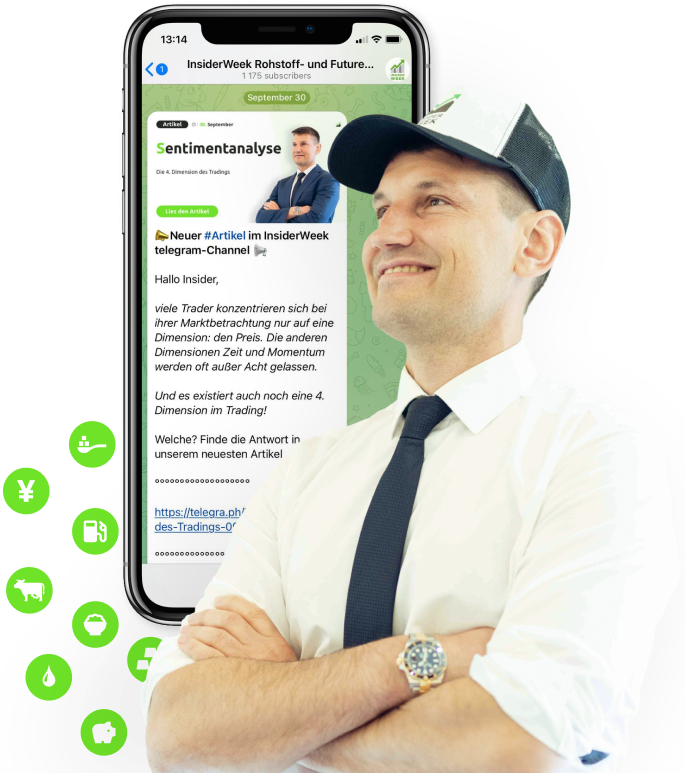 13:14
1
InsiderWeek Rohstoff- und Future...
1 175 subscribers
September 30
Artikel
September
Sentimentanalyse
Die 4. Dimension des Tradings
Lies den Artikel
Neuer #Artikel im InsiderWeek
telegram-Channel
Hallo Insider,
viele Trader konzentrieren sich bei
ihrer Marktbetrachtung nur auf eine
Dimension: den Preis. Die anderen
Dimensionen Zeit und Momentum
werden oft außer Acht gelassen.
Und es existiert auch noch eine 4.
Dimension im Trading!
Welche? Finde die Antwort in
unserem neuesten Artikel
https://telegra.ph/
des-Tradings-0
¥